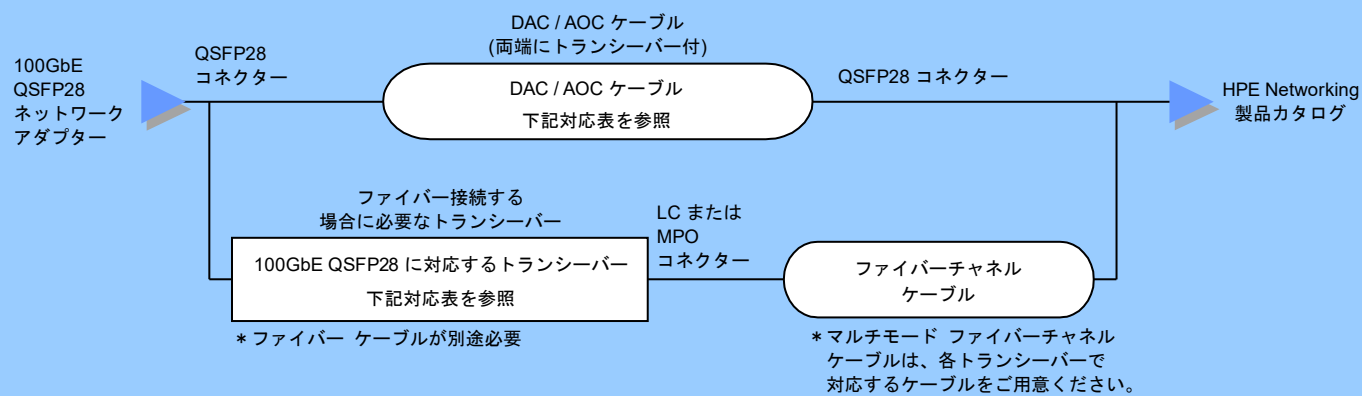 100GbE
QSFP28
ネットワーク
アダプター
QSFP28
コネクター
DAC / AOC ケーブル
(両端にトランシーバー付)
DAC / AOC ケーブル
下記対応表を参照
QSFP28 コネクター
HPE Networking
製品カタログ
ファイバー接続する
場合に必要なトランシーバー
100GbE QSFP28 に対応するトランシーバー
下記対応表を参照
* ファイバー ケーブルが別途必要
LC または
MPO
コネクター
ファイバーチャネル
ケーブル
* マルチモード ファイバーチャネル
ケーブルは、各トランシーバーで
対応するケーブルをご用意ください。